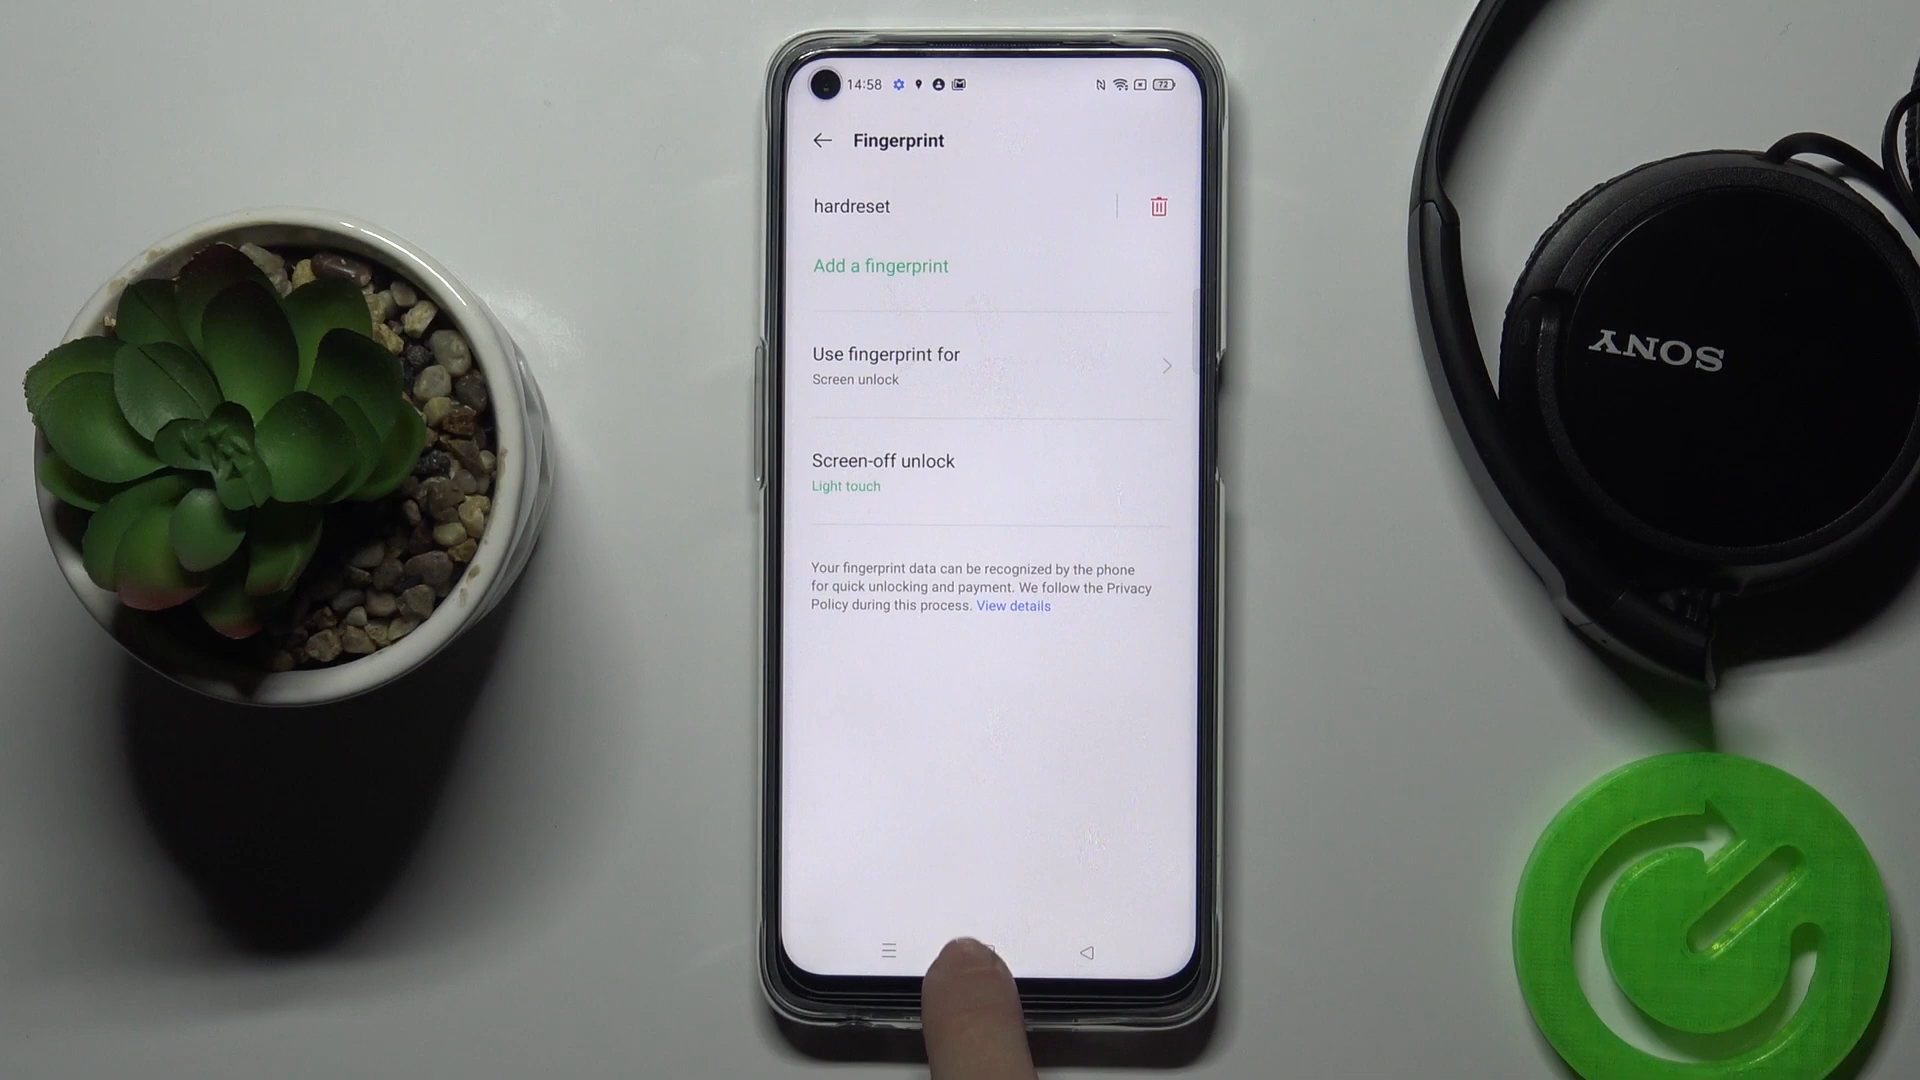 14:58
72
Fingerprint
hardreset
Add a fingerprint
Use fingerprint for
Screen unlock
Screen-off unlock
Light touch
Your fingerprint data can be recognized by the phone
for quick unlocking and payment. We follow the Privacy
Policy during this process. View details
SONY